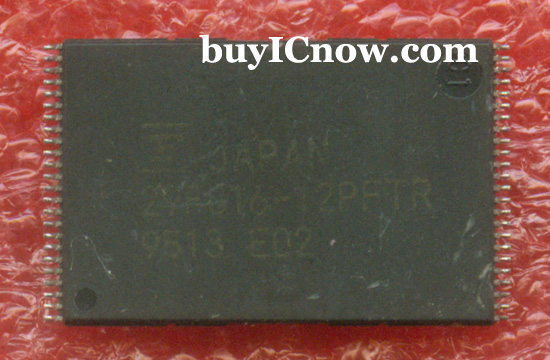 buyICnow.com
JAPAN
29F016-12PFTR
9513 E02